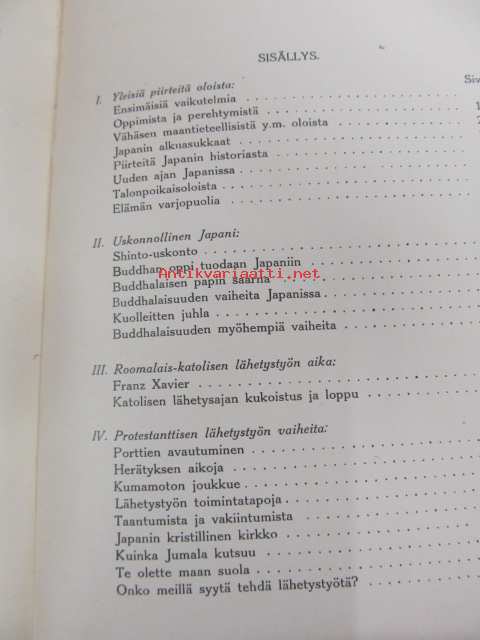 SISÄLLYS.
Siv
I. Yleisiä piirteitä oloista:
Ensimäisiä vaikutelmia
Oppimista ja perehtymistä 1
Vähäsen maantieteellisistä y.m. oloista 2
Japanin alkuasukkaat
Piirteitä Japanin historiasta
Uuden ajan Japanissa
Talonpoikaisoloista
Elämän varjopuolia
II. Uskonnollinen Japani:
Shinto-uskonto
Buddhan oppi tuodaan Japaniin
Antikvariaatti.net
Buddhalaisen papin saarna
Buddhalaisuuden vaiheita Japanissa
Kuolleitten juhla
Buddhalaisuuden myöhempiä vaiheita
III. Roomalais-katolisen lähetystyön aika:
Franz Xavier
Katolisen lähetysajan kukoistus ja loppu
IV. Protestanttisen lähetystyön vaiheita:
Porttien avautuminen
Herätyksen aikoja
Kumamoton joukkue
Lähetystyön toimintatapoja
Taantumista ja vakiintumista
Japanin kristillinen kirkko
Kuinka Jumala kutsuu
Te olette maan suola
Onko meillä syytä tehdä lähetystyötä?